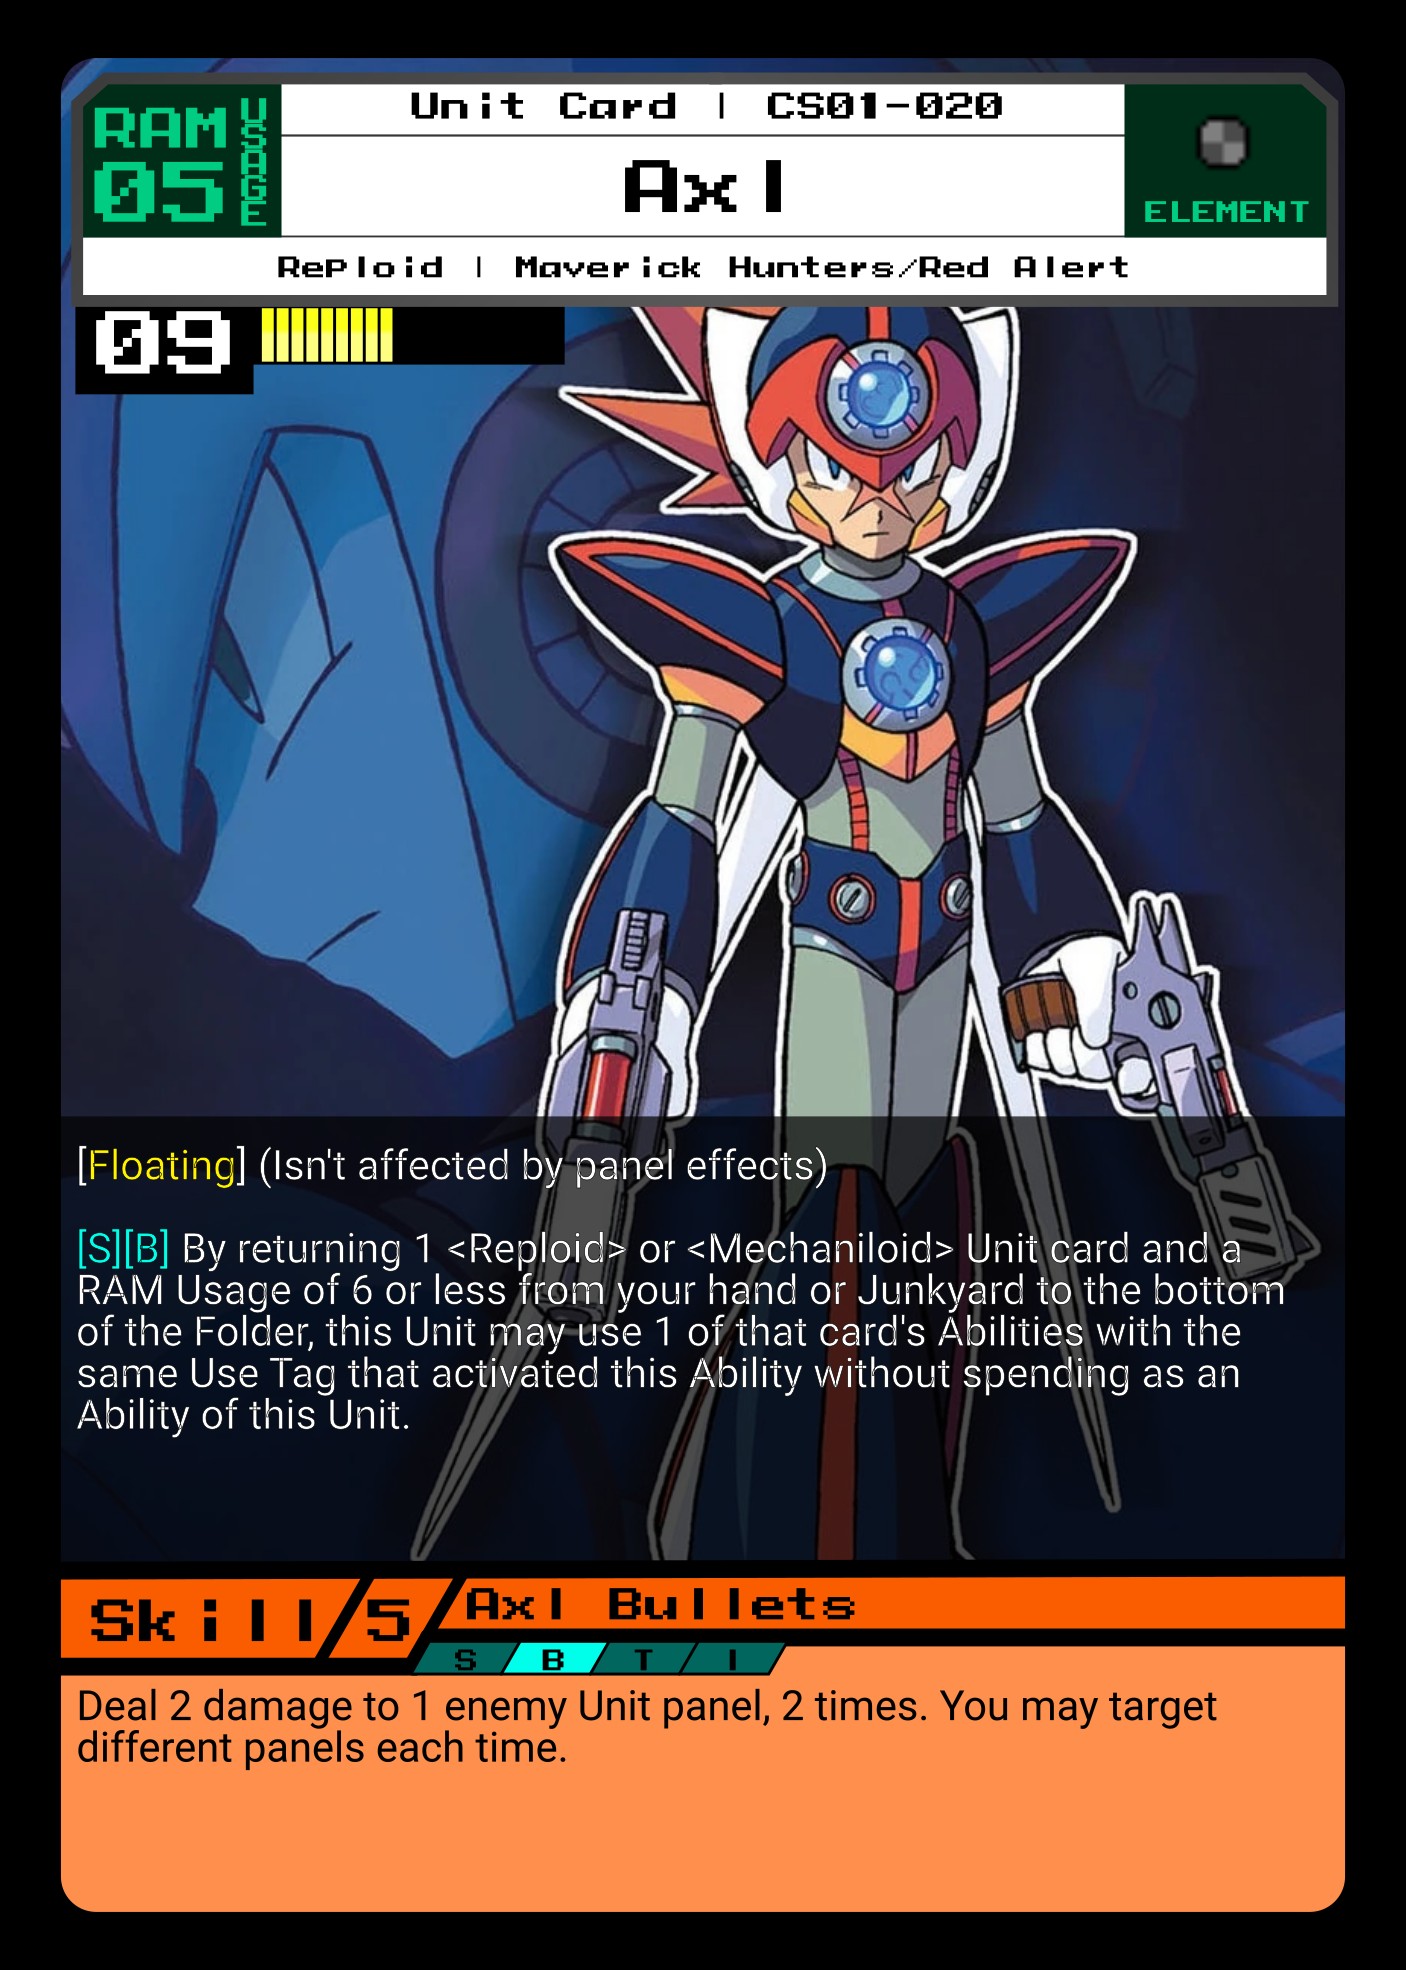 RAM
05
USAGE
Unit Card | CS01-020
Axl
ELEMENT
Reploid | Maverick Hunters/Red Alert
09
[Floating] (Isn't affected by panel effects)
[S][B] By returning 1 <Reploid> or <Mechaniloid> Unit card and a
RAM Usage of 6 or less from your hand or Junkyard to the bottom
of the Folder, this Unit may use 1 of that card's Abilities with the
same Use Tag that activated this Ability without spending as an
Ability of this Unit.
Skill/5/Axl Bullets
S B T I
Deal 2 damage to 1 enemy Unit panel, 2 times. You may target
different panels each time.